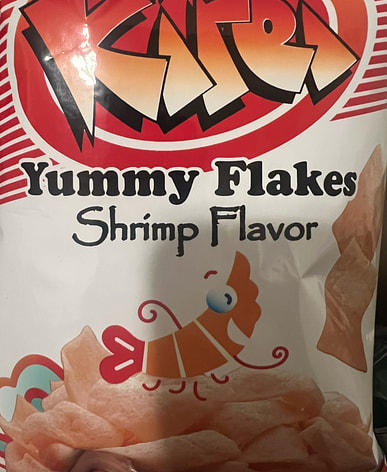 Kirei
Yummy Flakes
Shrimp Flavor